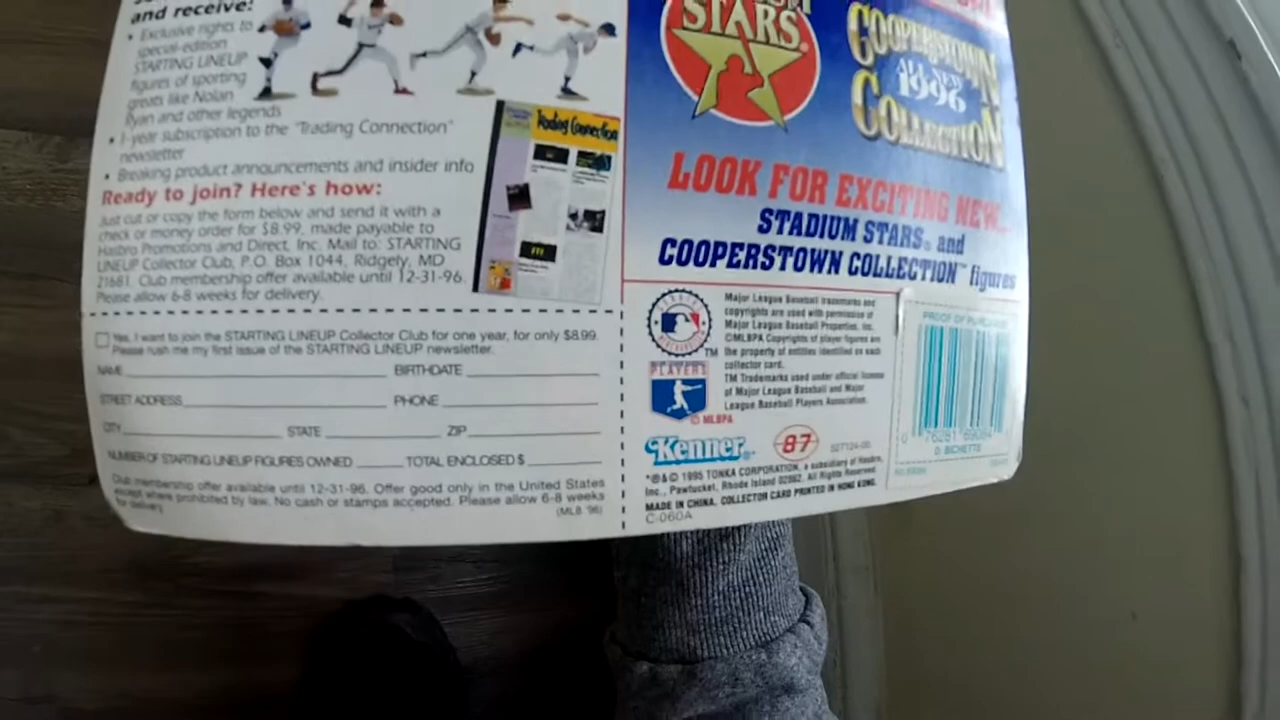 and receive!
• Exclusive rights to
special-edition
STARTING LINEUP
figures of sporting
greats like Nolan
Ryan and other legends
• 1-year subscription to the "Trading Connection"
newsletter
• Breaking product announcements and insider info
Trading Connection
Ready to join? Here's how:
Just cut or copy the form below and send it with a
check or money order for $8.99, made payable to
Hasbro Promotions and Direct, Inc. Mail to: STARTING
LINEUP Collector Club, P.O. Box 1044, Ridgely, MD
21681. Club membership offer available until 12-31-96.
Please allow 6-8 weeks for delivery.
Yes, I want to join the STARTING LINEUP Collector Club for one year, for only $8.99.
Please rush me my first issue of the STARTING LINEUP newsletter.
NAME BIRTHDATE
STREET ADDRESS PHONE
CITY STATE ZIP
NUMBER OF STARTING LINEUP FIGURES OWNED TOTAL ENCLOSED $
Club membership offer available until 12-31-96. Offer good only in the United States
except where prohibited by law. No cash or stamps accepted. Please allow 6-8 weeks
for delivery.
(MLB '96)
STARS®
COOPERSTOWN
ALL NEW
1996
COLLECTION
LOOK FOR EXCITING NEW...
STADIUM STARS® and
COOPERSTOWN COLLECTION™ figures
Major League Baseball trademarks and
copyrights are used with permission of
Major League Baseball Properties, Inc.
©MLBPA Copyrights of player figures are
the property of entities identified on each
collector card.
TM Trademarks used under official license
of Major League Baseball and Major
League Baseball Players Association.
GENUINE
MERCHANDISE
TM
PLAYERS
© MLBPA
Kenner®
87
527124-00
*®&© 1995 TONKA CORPORATION, a subsidiary of Hasbro,
Inc., Pawtucket, Rhode Island 02862. All Rights Reserved.
MADE IN CHINA, COLLECTOR CARD PRINTED IN HONG KONG.
C-060A
PROOF OF PURCHASE
0 76281 69084
D. BICHETTE